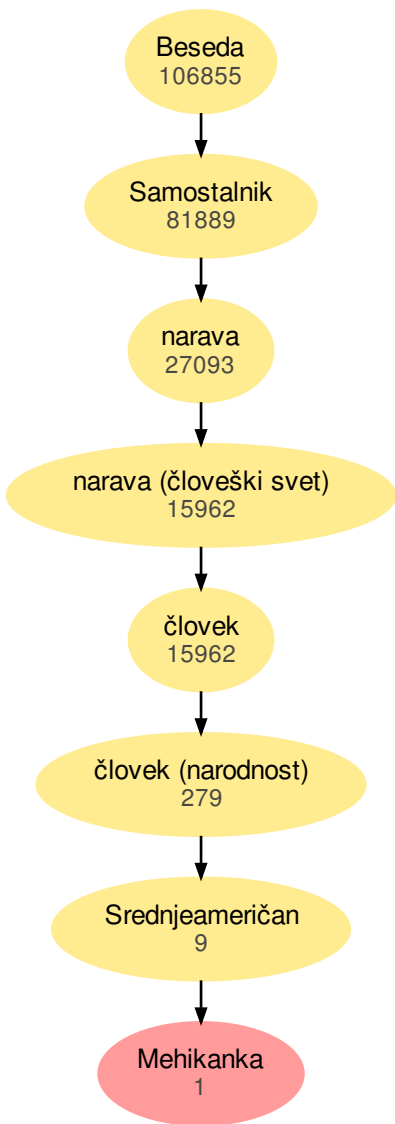 Beseda
106855
Samostalnik
81889
narava
27093
narava (človeški svet)
15962
človek
15962
človek (narodnost)
279
Srednjeameričan
9
Mehikanka
1